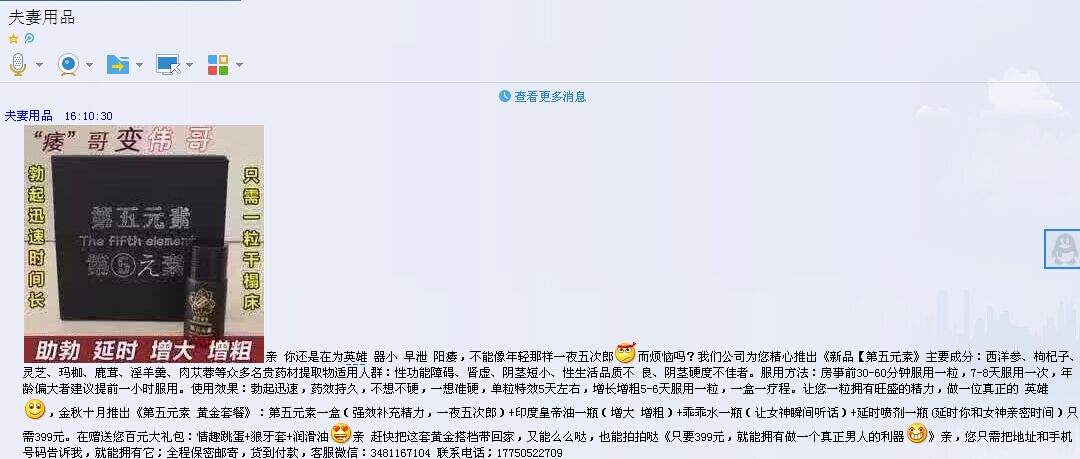 夫妻用品
查看更多消息
夫妻用品 16:10:30
“痿”哥变伟哥
勃起迅速时间长
只需一粒干榻床
第五元素
The fifth element
第⑤元素
助勃 延时 增大 增粗
亲 你还是在为英雄 器小 早泄 阳痿，不能像年轻那样一夜五次郎而烦恼吗？我们公司为您精心推出《新品【第五元素》主要成分：西洋参、枸杞子、
灵芝、玛枷、鹿茸、淫羊羹、肉苁蓉等众多名贵药材提取物适用人群：性功能障碍、肾虚、阴茎短小、性生活品质不 良、阴茎硬度不佳者。服用方法：房事前30-60分钟服用一粒，7-8天服用一次，年
龄偏大者建议提前一小时服用。使用效果：勃起迅速，药效持久，不想不硬，一想准硬，单粒特效5天左右，增长增粗5-6天服用一粒，一盒一疗程。让您一粒拥有旺盛的精力，做一位真正的 英雄
，金秋十月推出《第五元素 黄金套餐》：第五元素一盒(强效补充精力，一夜五次郎)+印度皇帝油一瓶(增大 增粗)+乖乖水一瓶(让女神瞬间听话)+延时喷剂一瓶(延时你和女神亲密时间)只
需399元。在赠送您百元大礼包：情趣跳蛋+狼牙套+润滑油亲 赶快把这套黄金搭档带回家，又能么么哒，也能拍拍哒《只要399元，就能拥有做一个真正男人的利器》亲，您只需把地址和手机
号码告诉我，就能拥有它；全程保密邮寄，货到付款，客服微信：3481167104 联系电话；17750522709